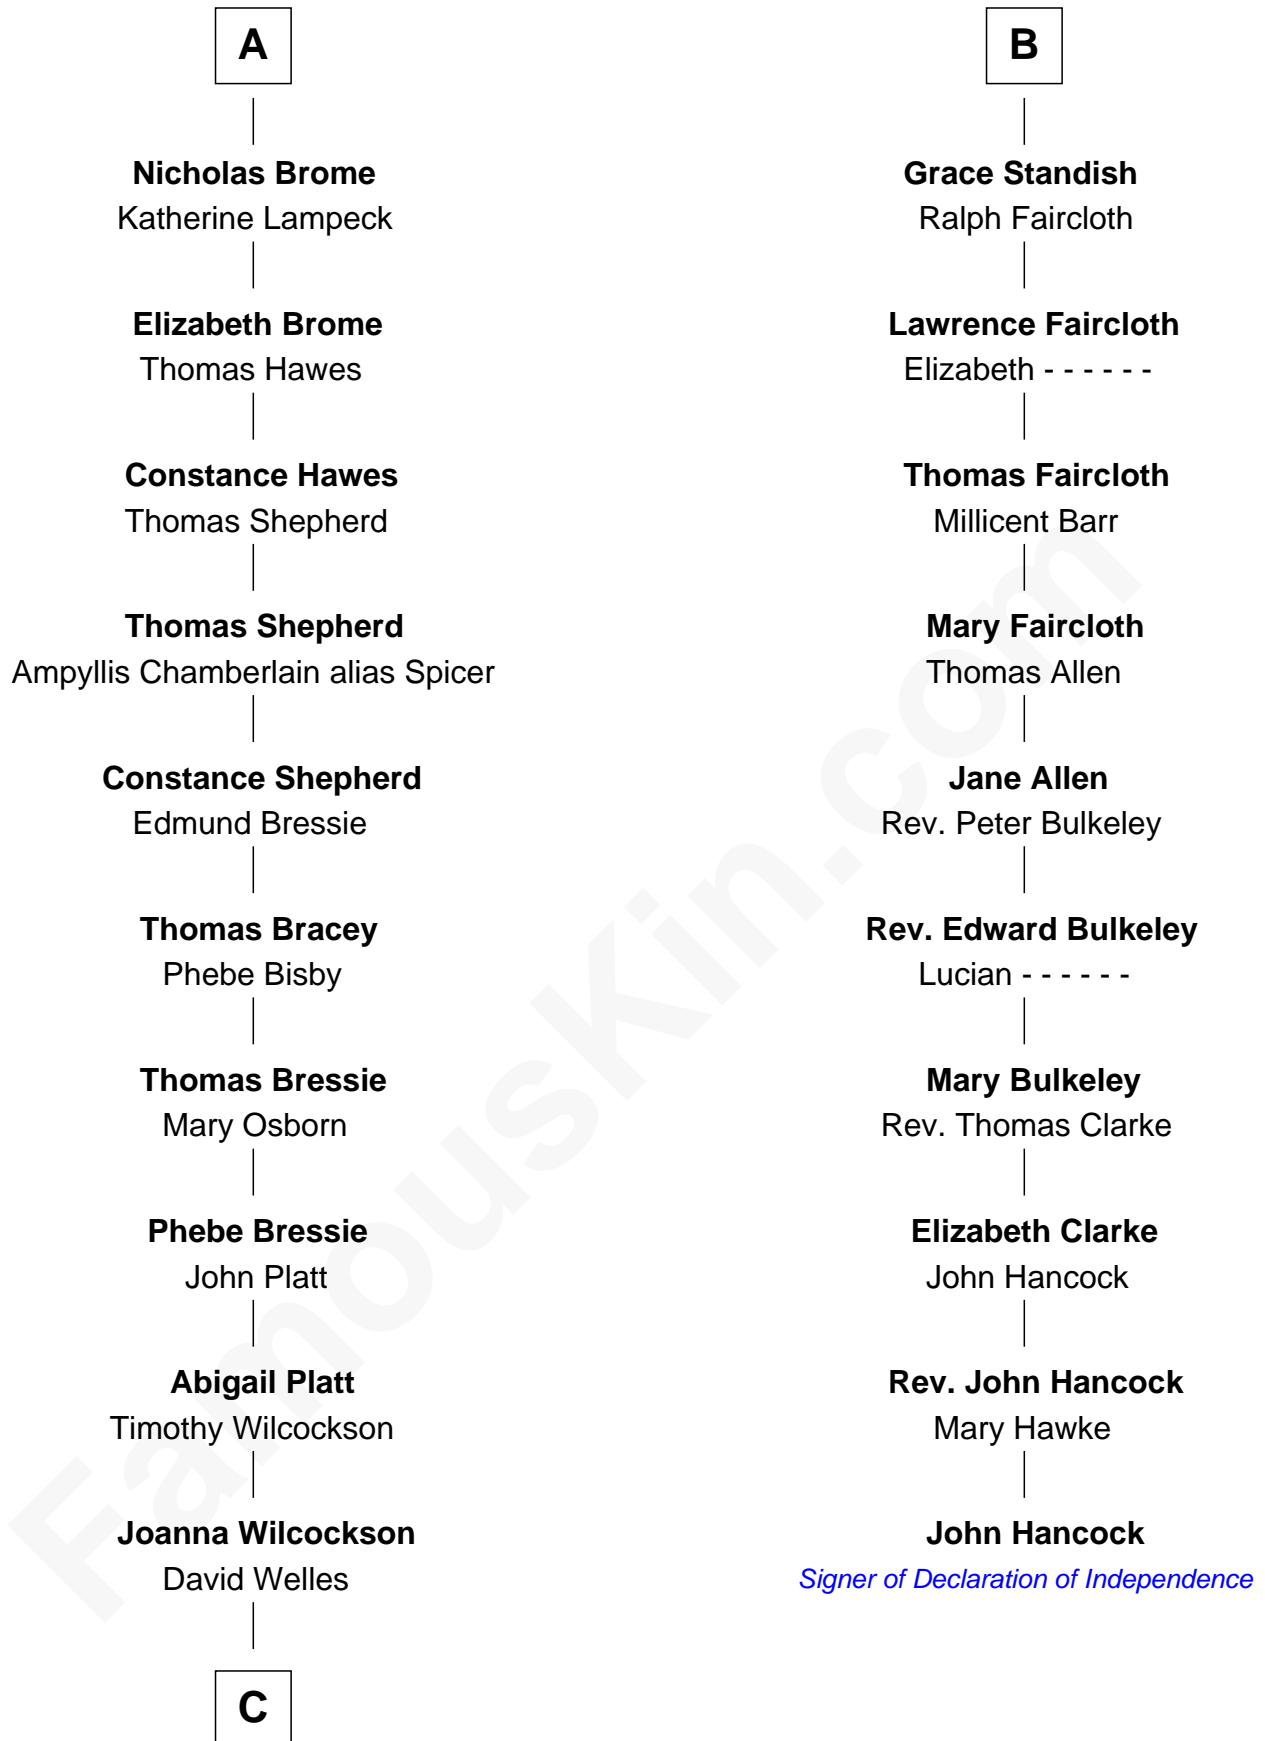 A
Nicholas Brome
Katherine Lampeck
Elizabeth Brome
Thomas Hawes
Constance Hawes
Thomas Shepherd
Thomas Shepherd
Ampyllis Chamberlain alias Spicer
Constance Shepherd
Edmund Bressie
Thomas Bracey
Phebe Bisby
Thomas Bressie
Mary Osborn
Phebe Bressie
John Platt
Abigail Platt
Timothy Wilcockson
Joanna Wilcockson
David Welles
C
B
Grace Standish
Ralph Faircloth
Lawrence Faircloth
Elizabeth - - - - - -
Thomas Faircloth
Millicent Barr
Mary Faircloth
Thomas Allen
Jane Allen
Rev. Peter Bulkeley
Rev. Edward Bulkeley
Lucian - - - - - -
Mary Bulkeley
Rev. Thomas Clarke
Elizabeth Clarke
John Hancock
Rev. John Hancock
Mary Hawke
John Hancock
Signer of Declaration of Independence
FamousKin.com